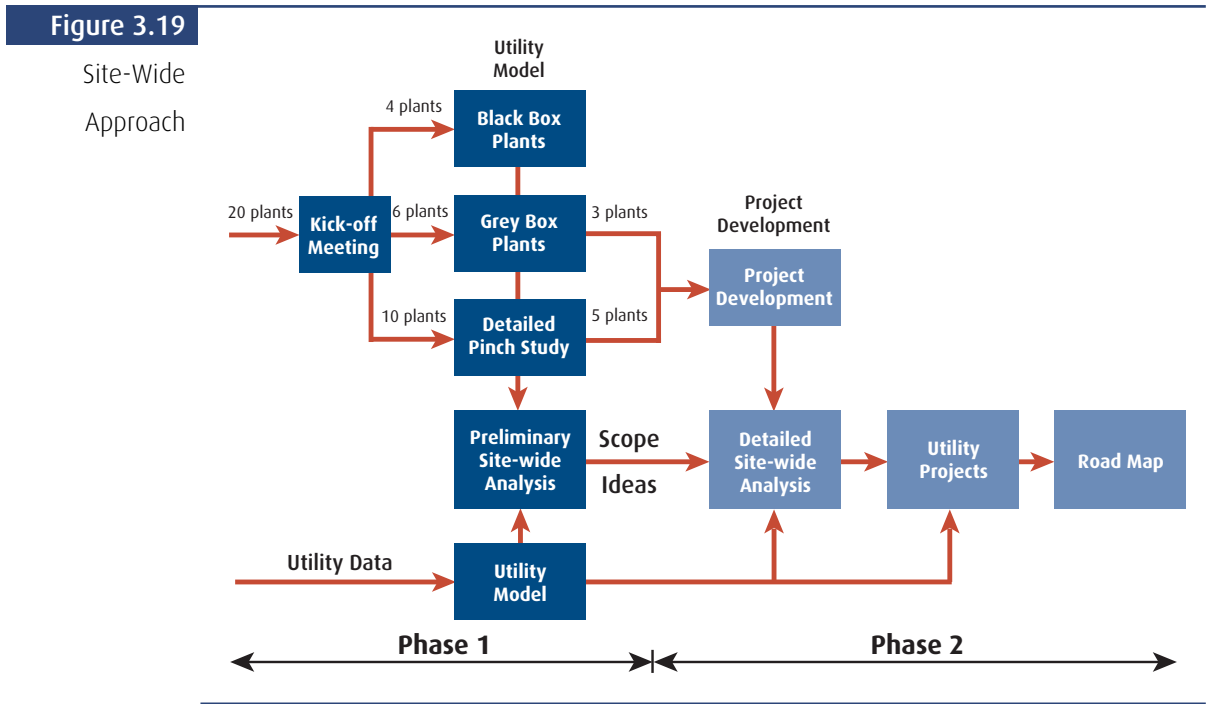 Figure 3.19
Site-Wide
Approach
Utility
Model
4 plants
Black Box
Plants
20 plants
Kick-off
Meeting
6 plants
Grey Box
Plants
3 plants
Project
Development
Project
Development
10 plants
Detailed
Pinch Study
5 plants
Preliminary
Site-wide
Analysis
Scope
Ideas
Detailed
Site-wide
Analysis
Utility
Projects
Road Map
Utility Data
Utility
Model
Phase 1
Phase 2